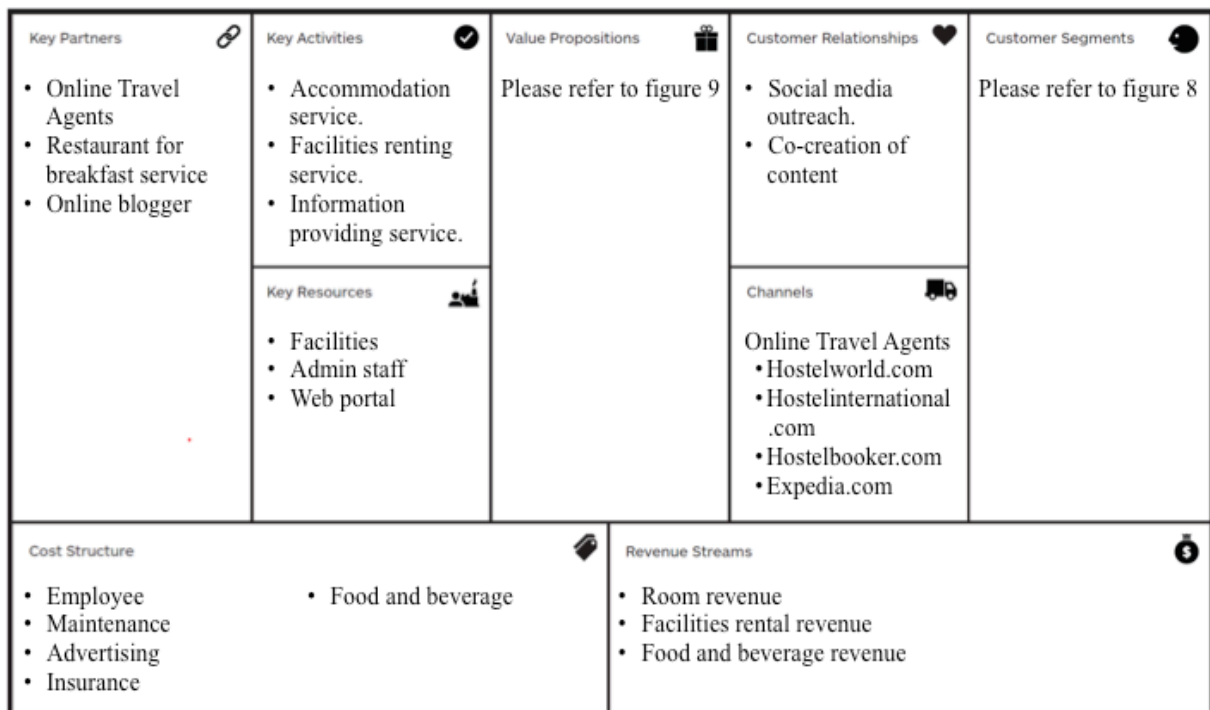 Key Partners
• Online Travel
Agents
• Restaurant for
breakfast service
• Online blogger
Key Activities
• Accommodation
service.
• Facilities renting
service.
• Information
providing service.
Key Resources
• Facilities
• Admin staff
• Web portal
Value Propositions
Please refer to figure 9
Customer Relationships
• Social media
outreach.
• Co-creation of
content
Channels
Online Travel Agents
•Hostelworld.com
•Hostelinternational
.com
•Hostelbooker.com
•Expedia.com
Customer Segments
Please refer to figure 8
Cost Structure
• Employee
• Maintenance
• Advertising
• Insurance
• Food and beverage
Revenue Streams
$
• Room revenue
• Facilities rental revenue
• Food and beverage revenue